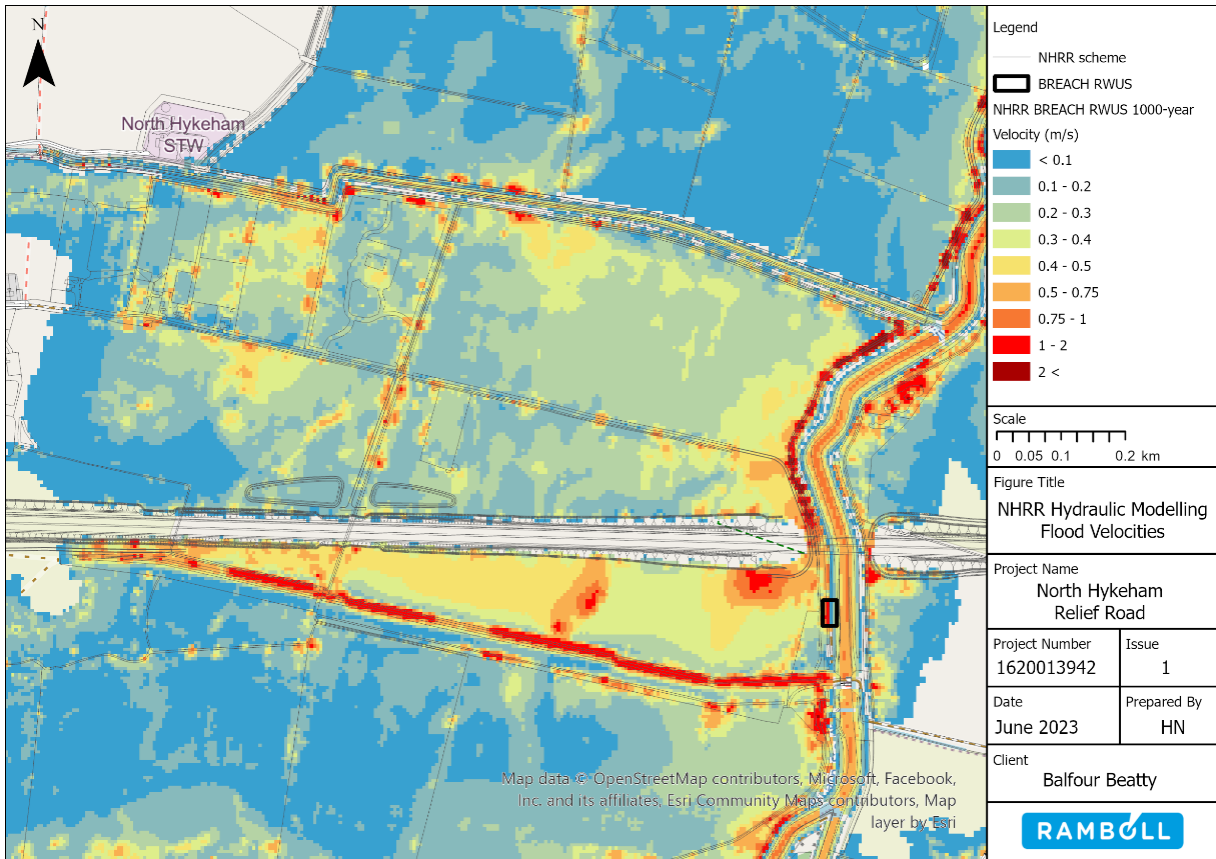 N
North Hykeham
STW
Map data © OpenStreetMap contributors, Microsoft, Facebook,
Inc. and its affiliates, Esri Community Maps contributors, Map
layer by Esri
Legend
NHRR scheme
BREACH RWUS
NHRR BREACH RWUS 1000-year
Velocity (m/s)
< 0.1
0.1 - 0.2
0.2 - 0.3
0.3 - 0.4
0.4 - 0.5
0.5 - 0.75
0.75 - 1
1 - 2
2 <
Scale
0 0.05 0.1 0.2 km
Figure Title
NHRR Hydraulic Modelling
Flood Velocities
Project Name
North Hykeham
Relief Road
Project Number
1620013942
Issue
1
Date
June 2023
Prepared By
HN
Client
Balfour Beatty
RAMBOLL